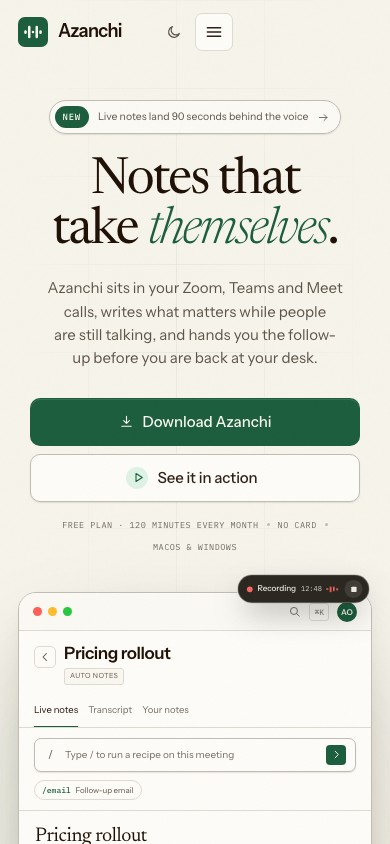 Azanchi
NEW Live notes land 90 seconds behind the voice →
Notes that
take themselves.
Azanchi sits in your Zoom, Teams and Meet
calls, writes what matters while people
are still talking, and hands you the follow-
up before you are back at your desk.
Download Azanchi
See it in action
FREE PLAN · 120 MINUTES EVERY MONTH • NO CARD •
MACOS & WINDOWS
Recording 12:48
⌘K AO
Pricing rollout
AUTO NOTES
Live notes Transcript Your notes
/ Type / to run a recipe on this meeting
/email Follow-up email
Pricing rollout